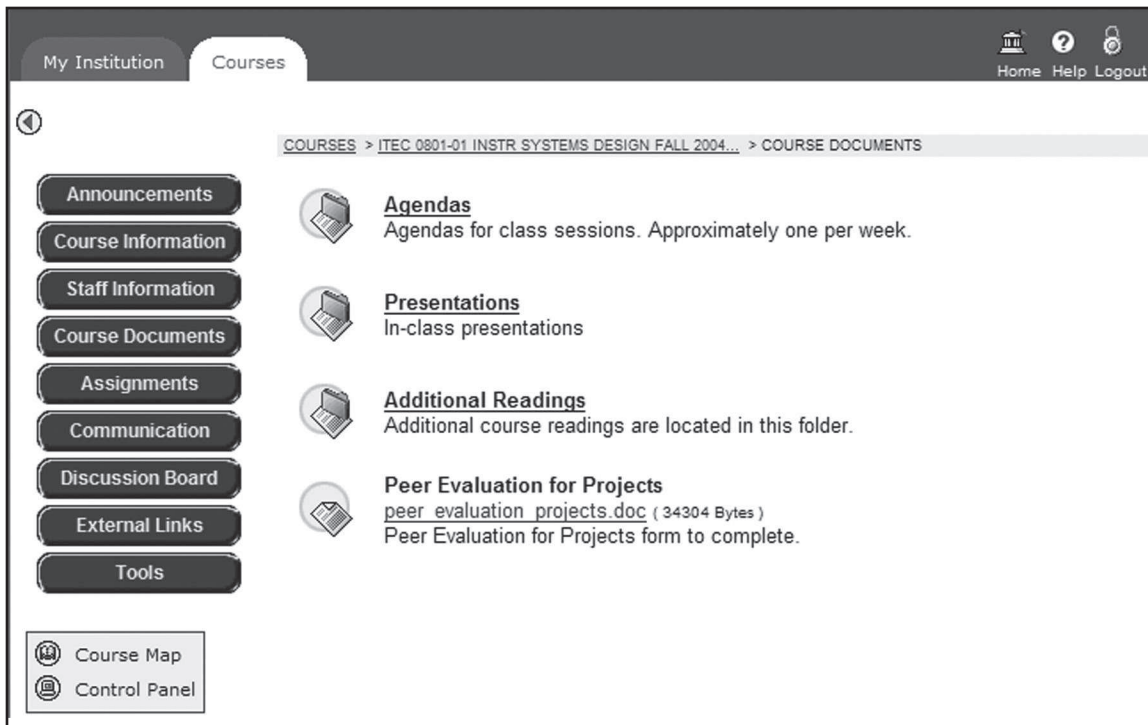 My Institution
Courses
Home Help Logout
COURSES > ITEC 0801-01 INSTR SYSTEMS DESIGN FALL 2004... > COURSE DOCUMENTS
Announcements
Course Information
Staff Information
Course Documents
Assignments
Communication
Discussion Board
External Links
Tools
Course Map
Control Panel
Agendas
Agendas for class sessions. Approximately one per week.
Presentations
In-class presentations
Additional Readings
Additional course readings are located in this folder.
Peer Evaluation for Projects
peer_evaluation_projects.doc ( 34304 Bytes )
Peer Evaluation for Projects form to complete.